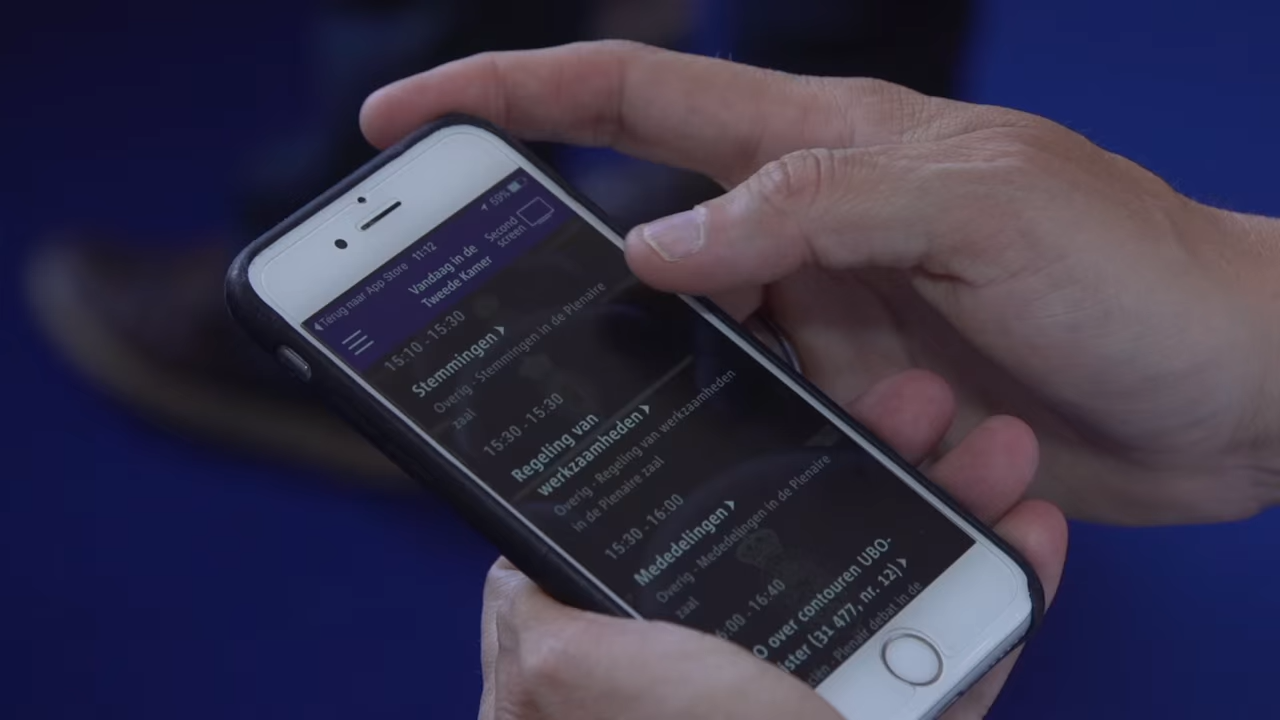 Terug naar App Store 11:12 59%
Vandaag in de
Tweede Kamer
Second
screen
15:10 - 15:30
Stemmingen
Overig - Stemmingen in de Plenaire
zaal
15:30 - 15:30
Regeling van
werkzaamheden
Overig - Regeling van werkzaamheden
in de Plenaire zaal
15:30 - 16:00
Mededelingen
Overig - Mededelingen in de Plenaire
zaal
:00 - 16:40
O over contouren UBO-
ister (31 477, nr. 12)
Plenair debat in de